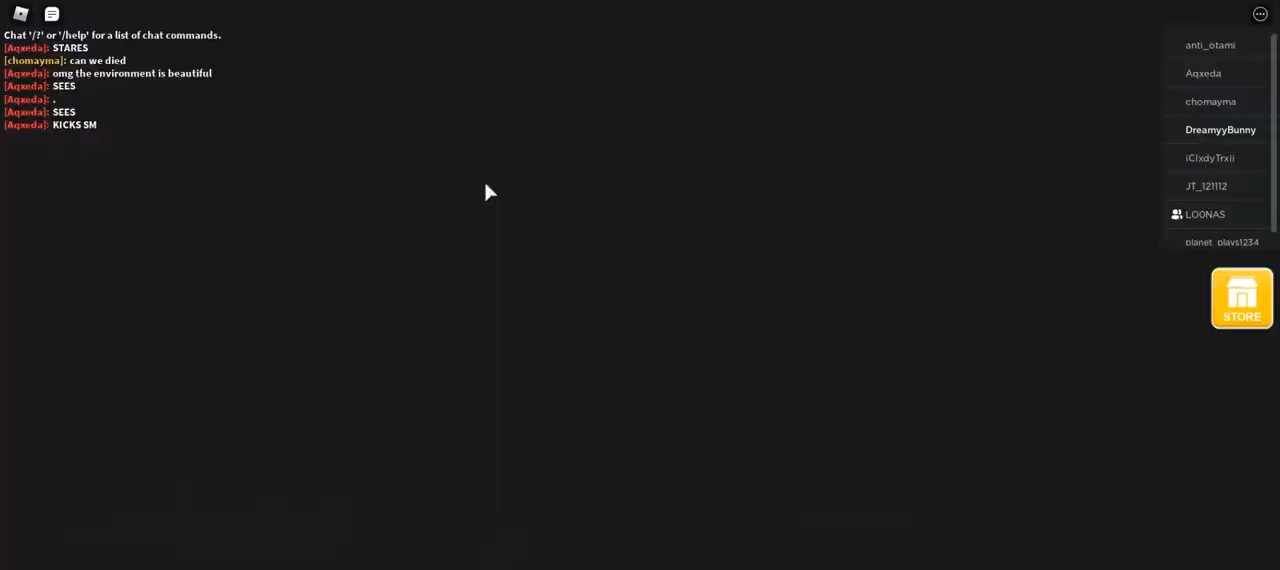 Chat '/?' or '/help' for a list of chat commands.
[Aqxeda]: STARES
[chomayma]: can we died
[Aqxeda]: omg the environment is beautiful
[Aqxeda]: SEES
[Aqxeda]: .
[Aqxeda]: SEES
[Aqxeda]: KICKS SM
anti_otami
Aqxeda
chomayma
DreamyyBunny
iClxdyTrxii
JT_121112
LOONAS
planet_plays1234
STORE